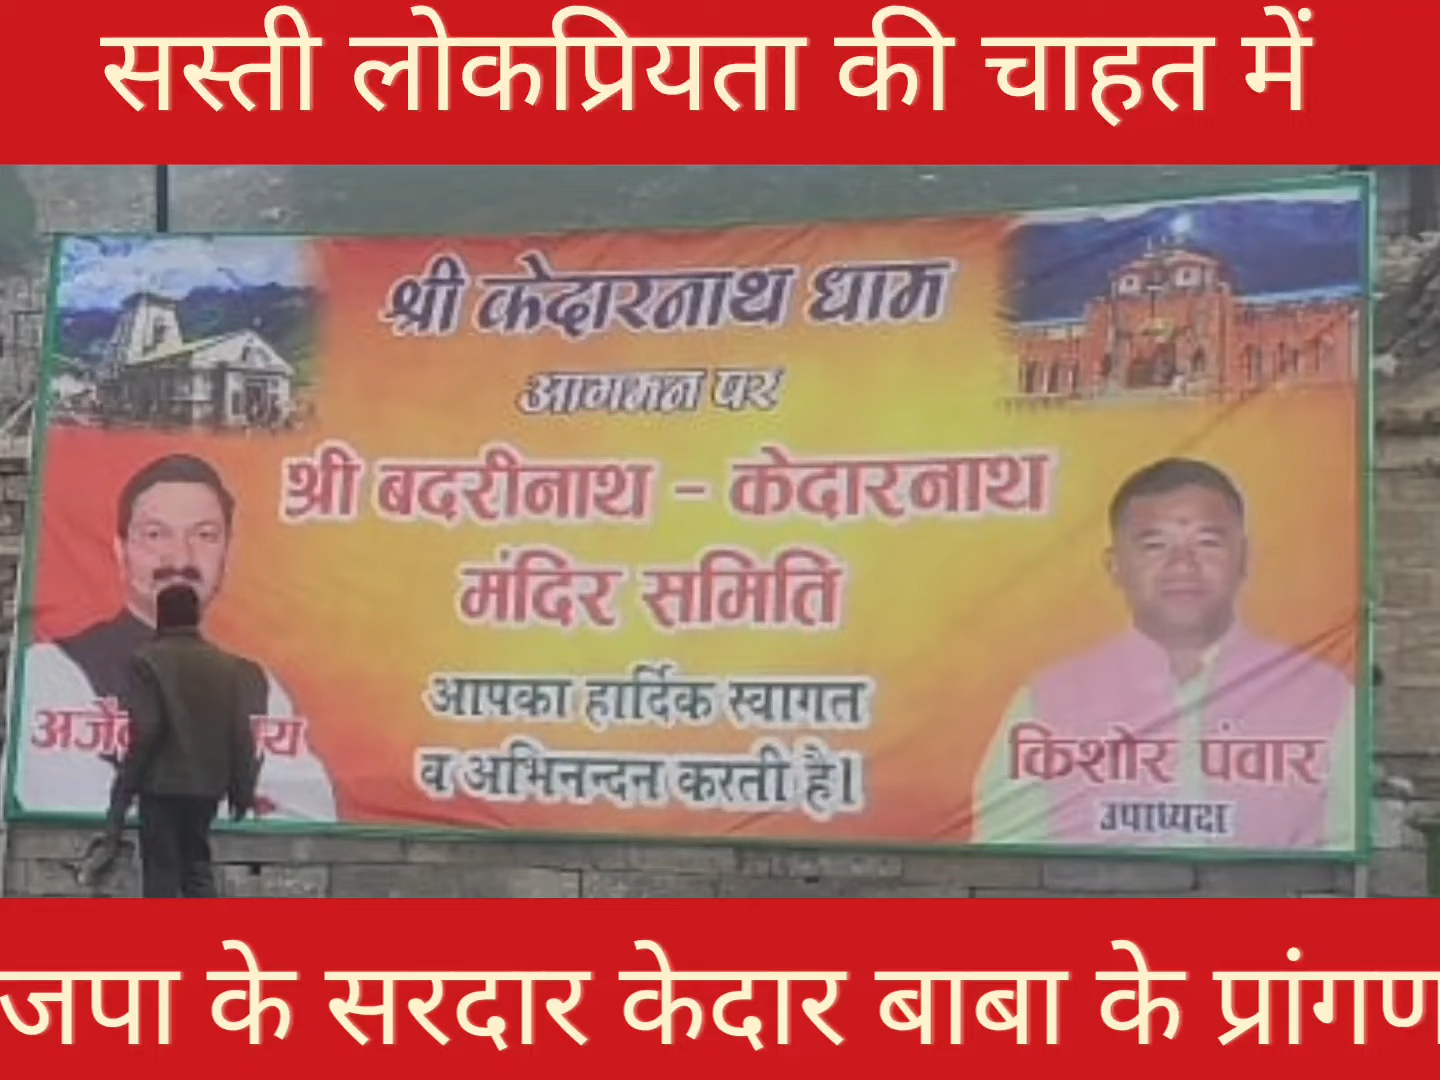 सस्ती लोकप्रियता की चाहत में
श्री केदारनाथ धाम
आगमन पर
श्री बदरीनाथ - केदारनाथ
मंदिर समिति
आपका हार्दिक स्वागत
व अभिनन्दन करती है।
किशोर पंवार
उपाध्यक्ष
जपा के सरदार केदार बाबा के प्रांगण